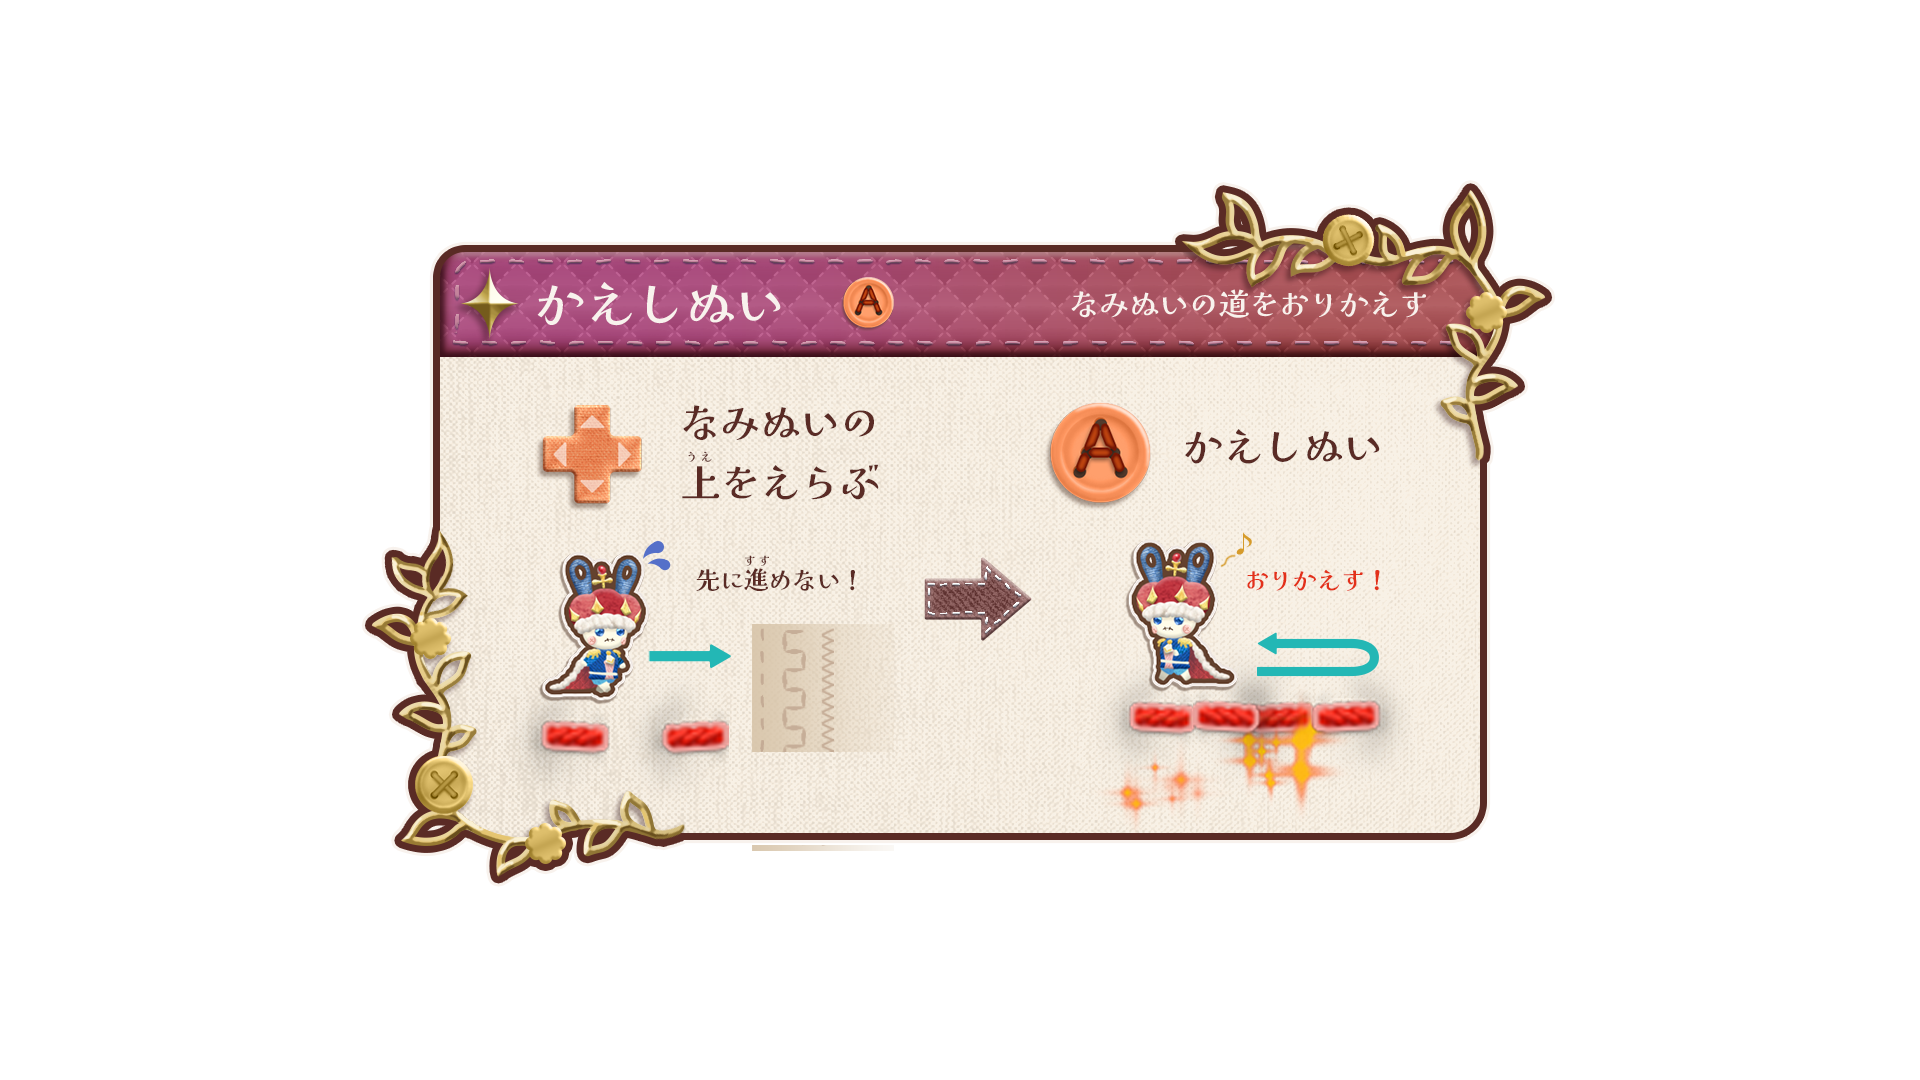 かえしぬい A なみぬいの道をおりかえす
なみぬいの
うえ
上をえらぶ
A かえしぬい
すす
先に進めない！
おりかえす！